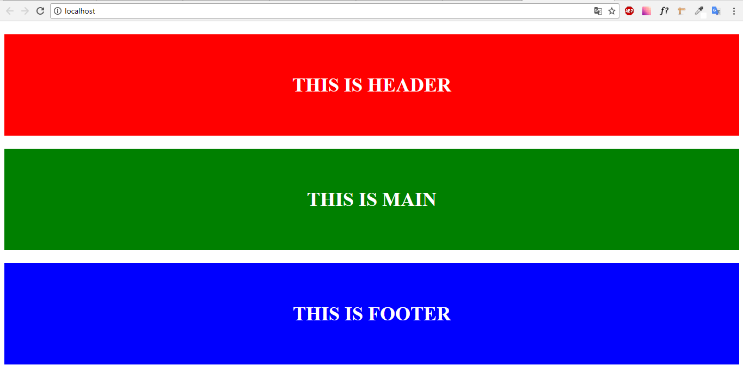 localhost
THIS IS HEADER
THIS IS MAIN
THIS IS FOOTER